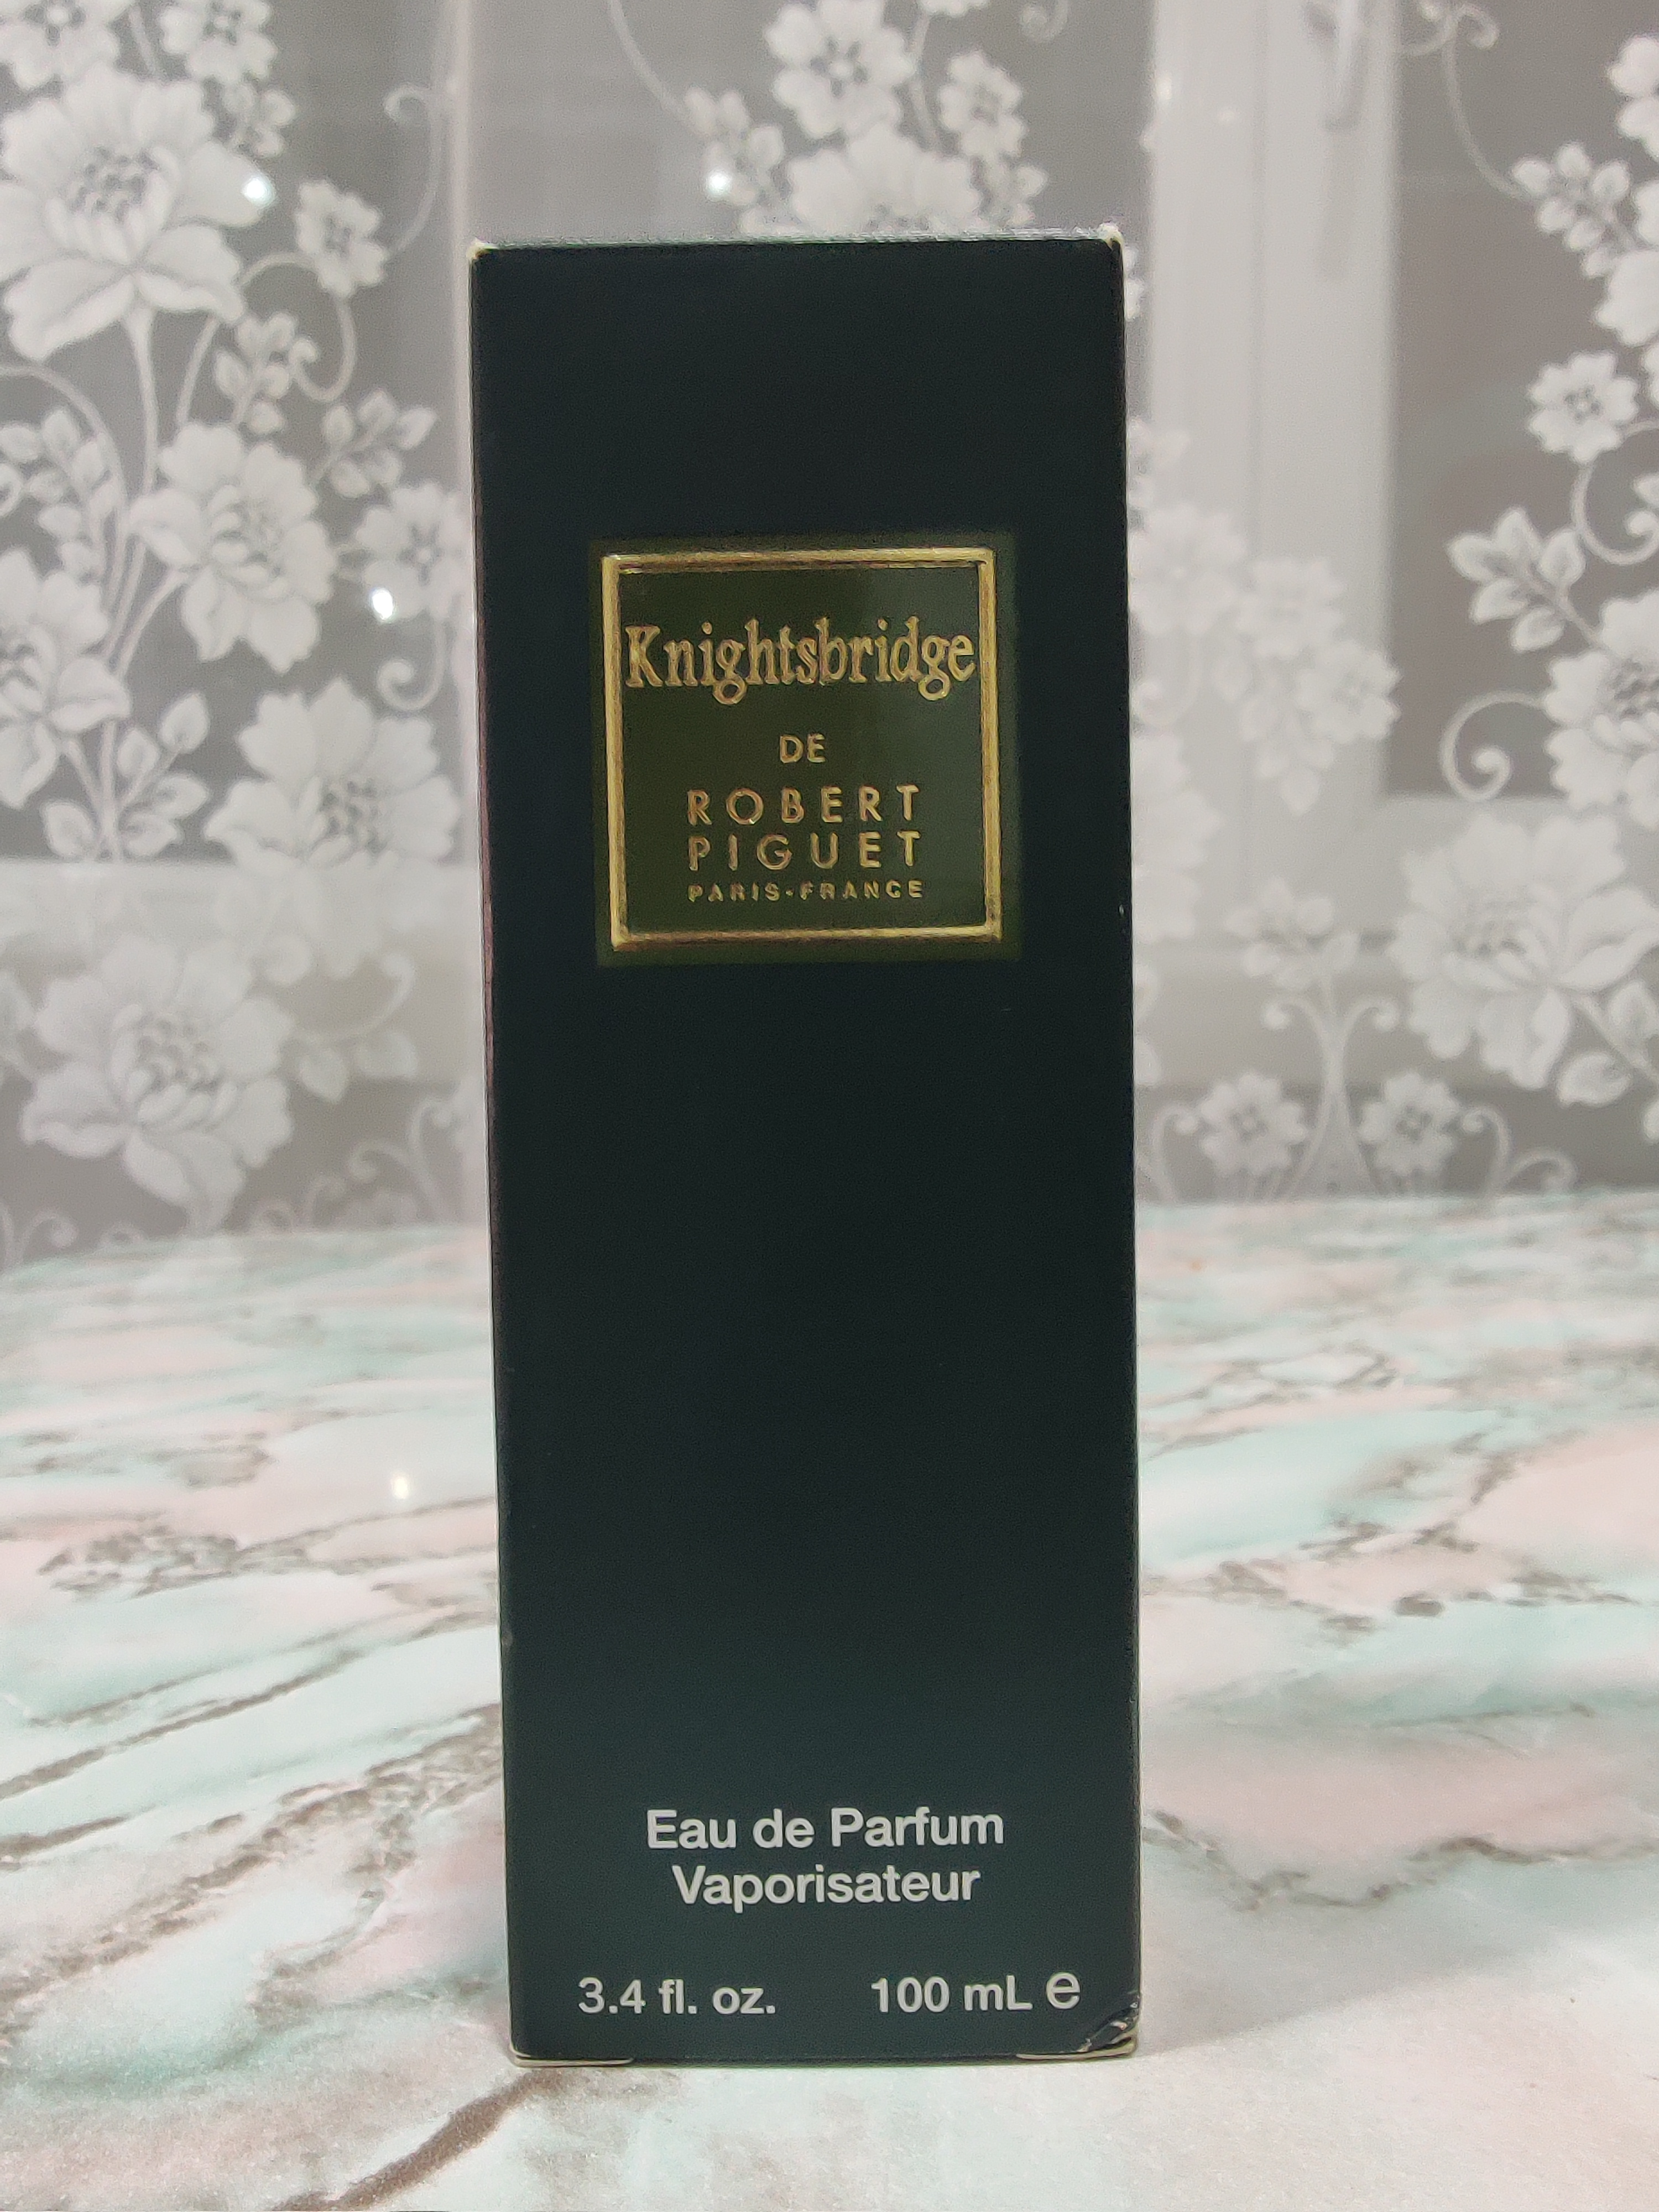 Knightsbridge
DE
ROBERT
PIGUET
PARIS-FRANCE
Eau de Parfum
Vaporisateur
3.4 fl. oz. 100 mL e